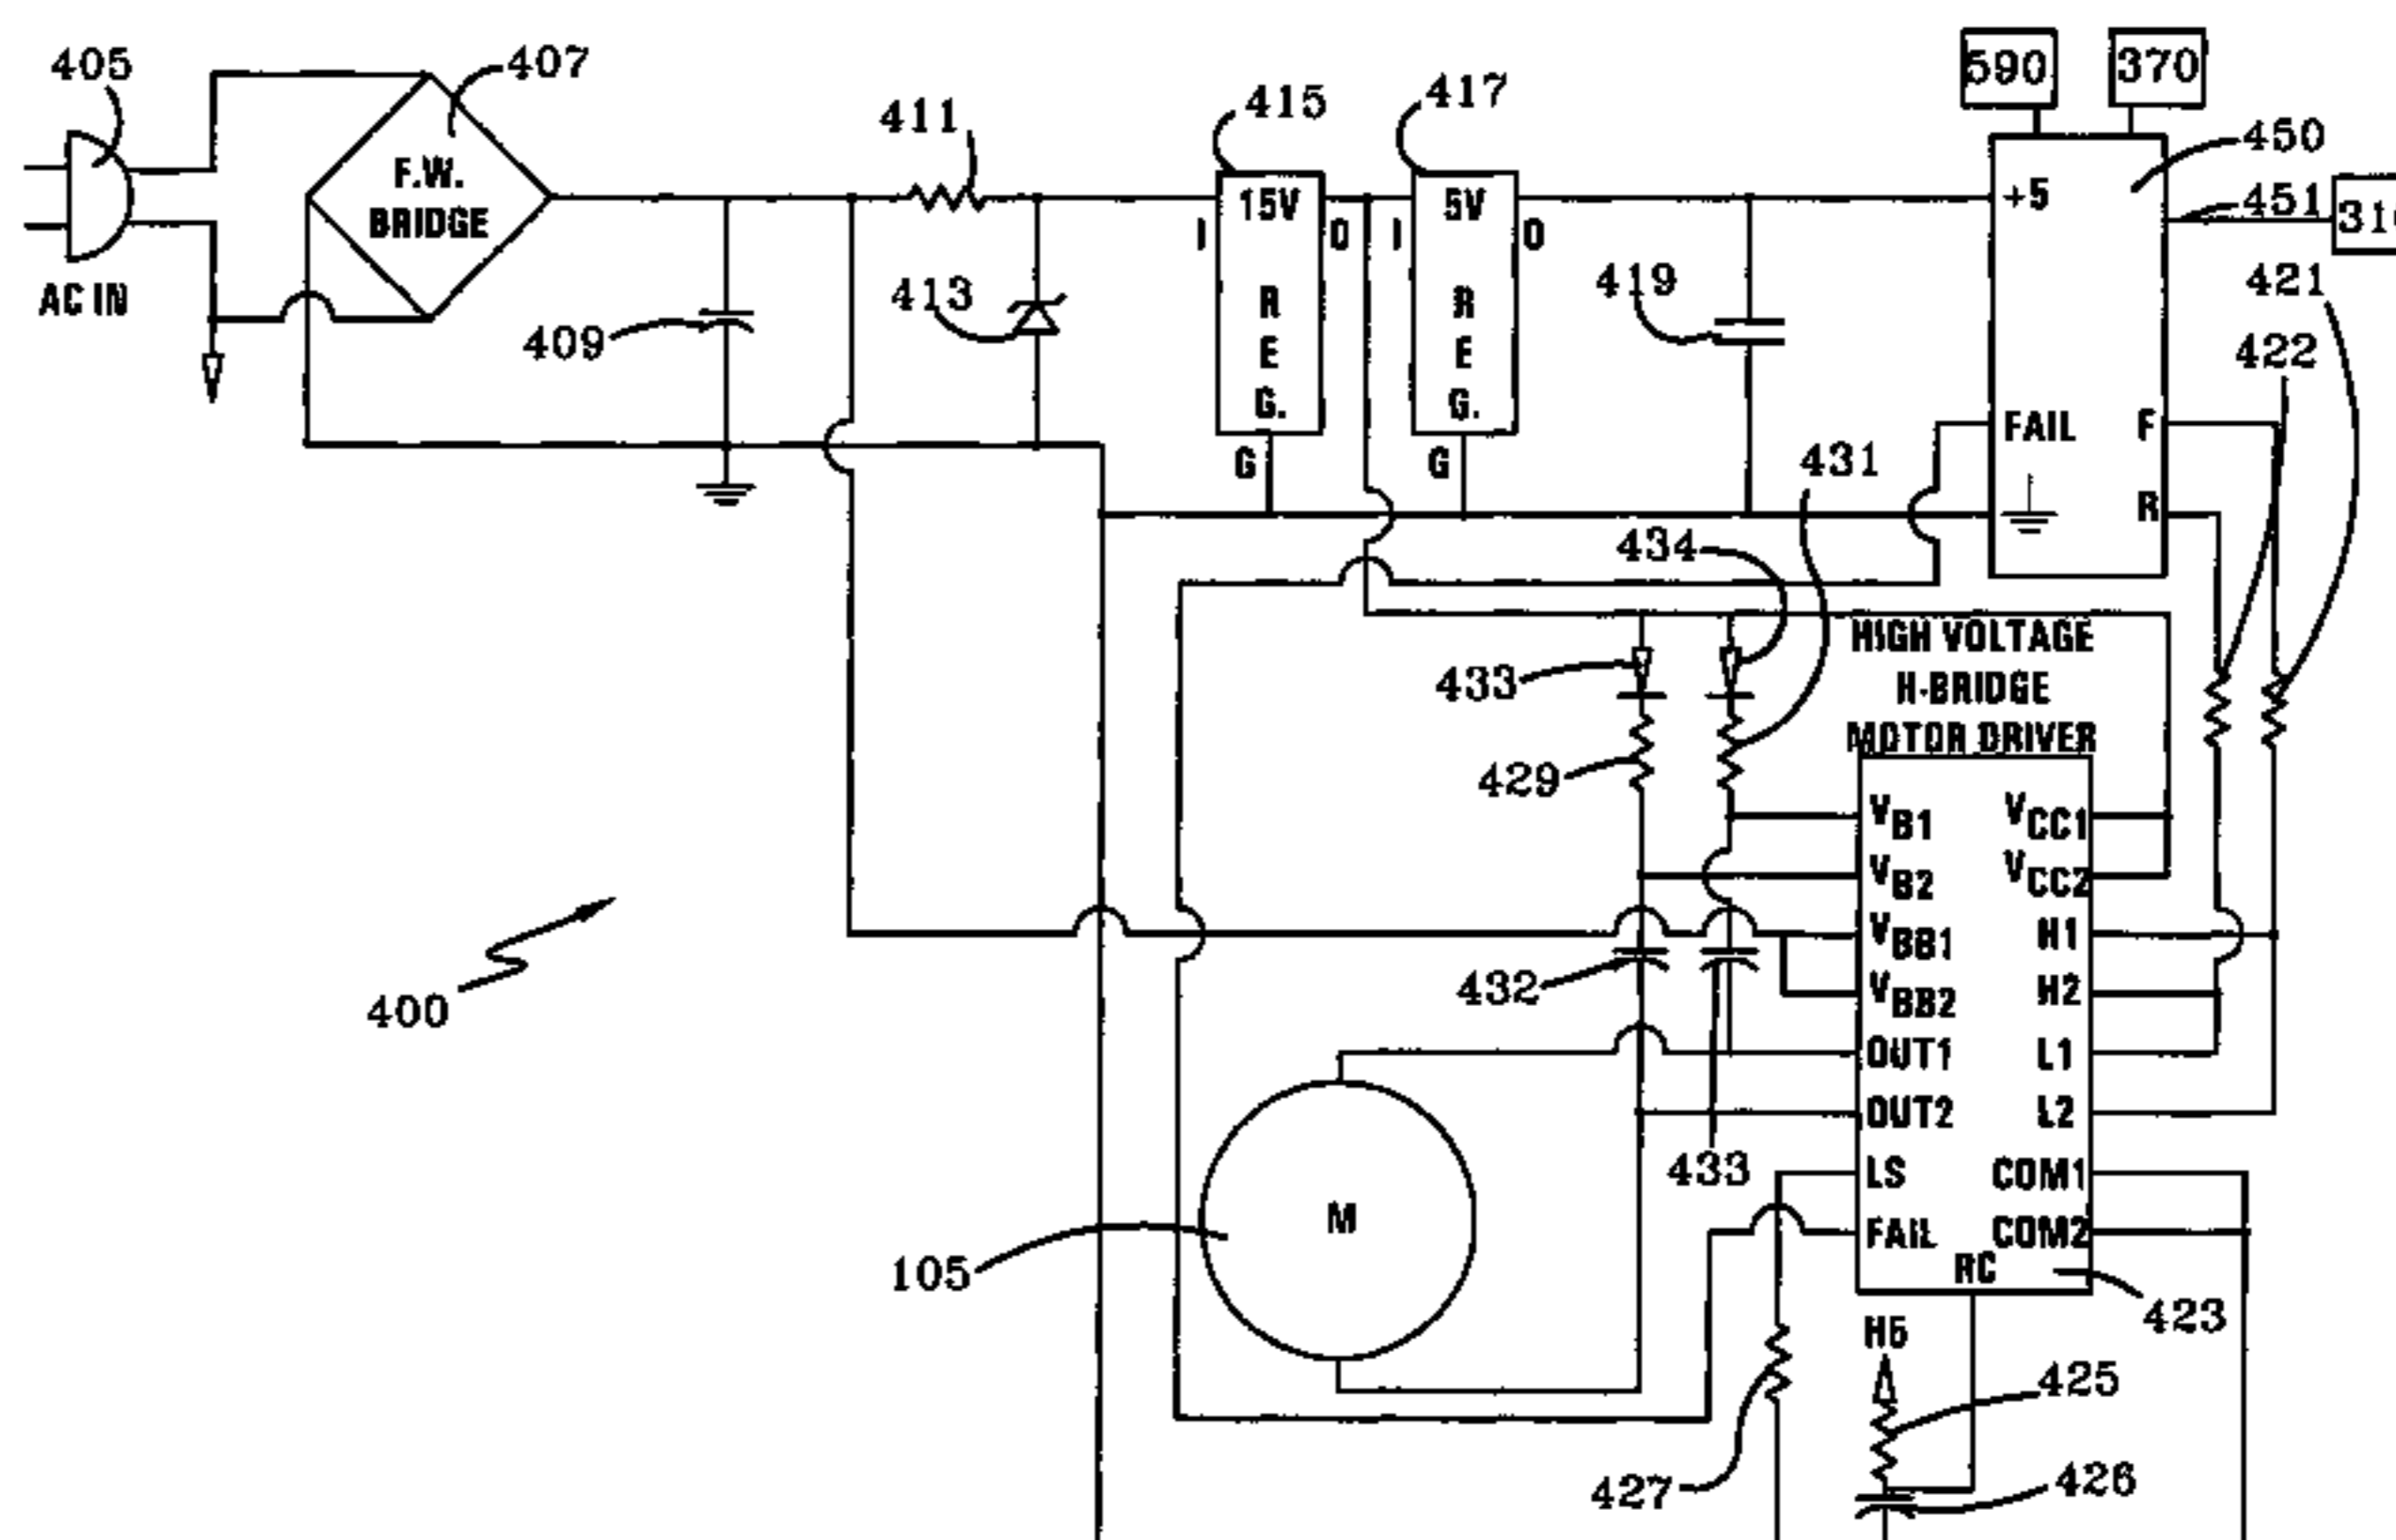 405
407
411
415
417
590
370
450
451
F.W.
BRIDGE
I
15V
REG.
O
G
I
5V
REG.
O
G
+5
FAIL
F
R
AC IN
409
413
419
421
422
431
434
HIGH VOLTAGE
H-BRIDGE
MOTOR DRIVER
433
429
VB1
VCC1
VB2
VCC2
VBB1
H1
VBB2
H2
OUT1
L1
OUT2
L2
LS
COM1
FAIL
COM2
RC
400
432
433
M
105
423
425
427
426